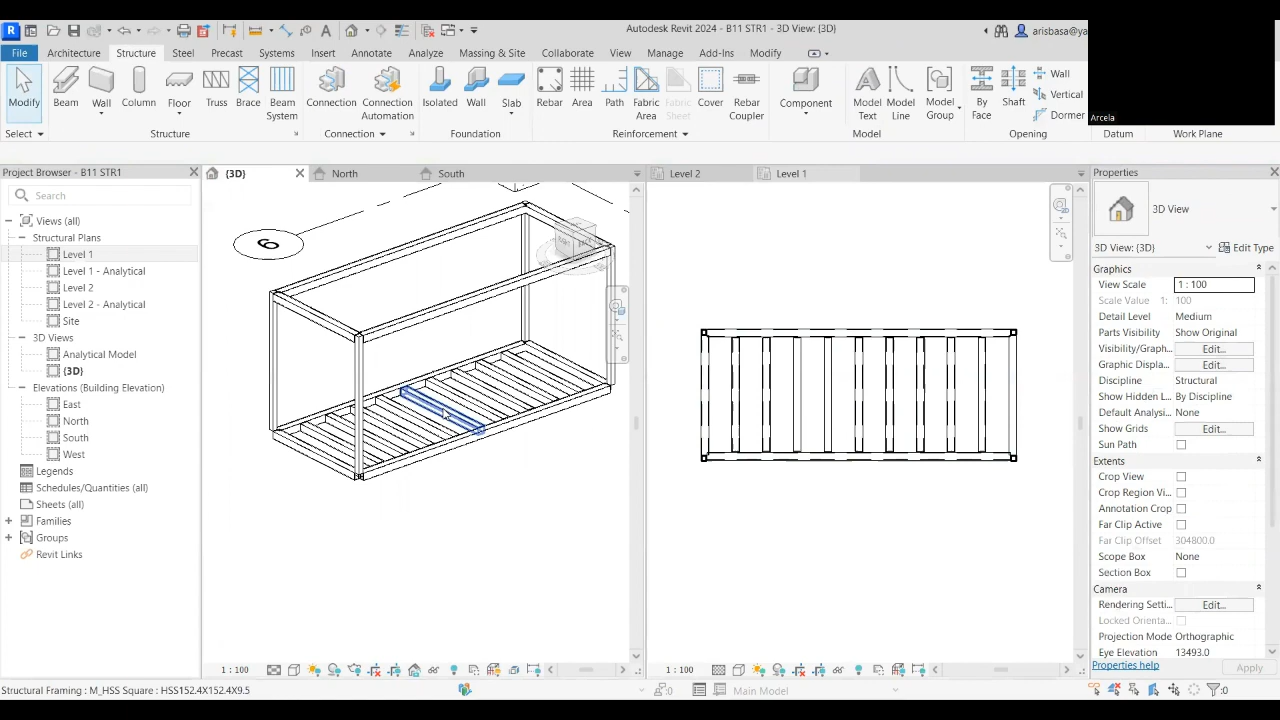 Autodesk Revit 2024 - B11 STR1 - 3D View: {3D}
arisbasa@ya
File Architecture Structure Steel Precast Systems Insert Annotate Analyze Massing & Site Collaborate View Manage Add-Ins Modify
Modify Beam Wall Column Floor Truss Brace Beam System Connection Connection Automation Isolated Wall Slab Rebar Area Path Fabric Area Fabric Sheet Cover Rebar Coupler Component Model Text Model Line Model Group By Face Shaft Wall Vertical Dormer
Arcela
Select Structure Connection Foundation Reinforcement Model Opening Datum Work Plane
Project Browser - B11 STR1
Search
Views (all)
Structural Plans
Level 1
Level 1 - Analytical
Level 2
Level 2 - Analytical
Site
3D Views
Analytical Model
{3D}
Elevations (Building Elevation)
East
North
South
West
Legends
Schedules/Quantities (all)
Sheets (all)
Families
Groups
Revit Links
{3D} North South
Level 2 Level 1
1 : 100
1 : 100
Properties
3D View
3D View: {3D} Edit Type
Graphics
View Scale 1 : 100
Scale Value 1: 100
Detail Level Medium
Parts Visibility Show Original
Visibility/Graph... Edit...
Graphic Displa... Edit...
Discipline Structural
Show Hidden L... By Discipline
Default Analysi... None
Show Grids Edit...
Sun Path
Extents
Crop View
Crop Region Vi...
Annotation Crop
Far Clip Active
Far Clip Offset 304800.0
Scope Box None
Section Box
Camera
Rendering Setti... Edit...
Locked Orienta...
Projection Mode Orthographic
Eye Elevation 13493.0
Properties help Apply
Structural Framing : M_HSS Square : HSS152.4X152.4X9.5
:0 Main Model :0